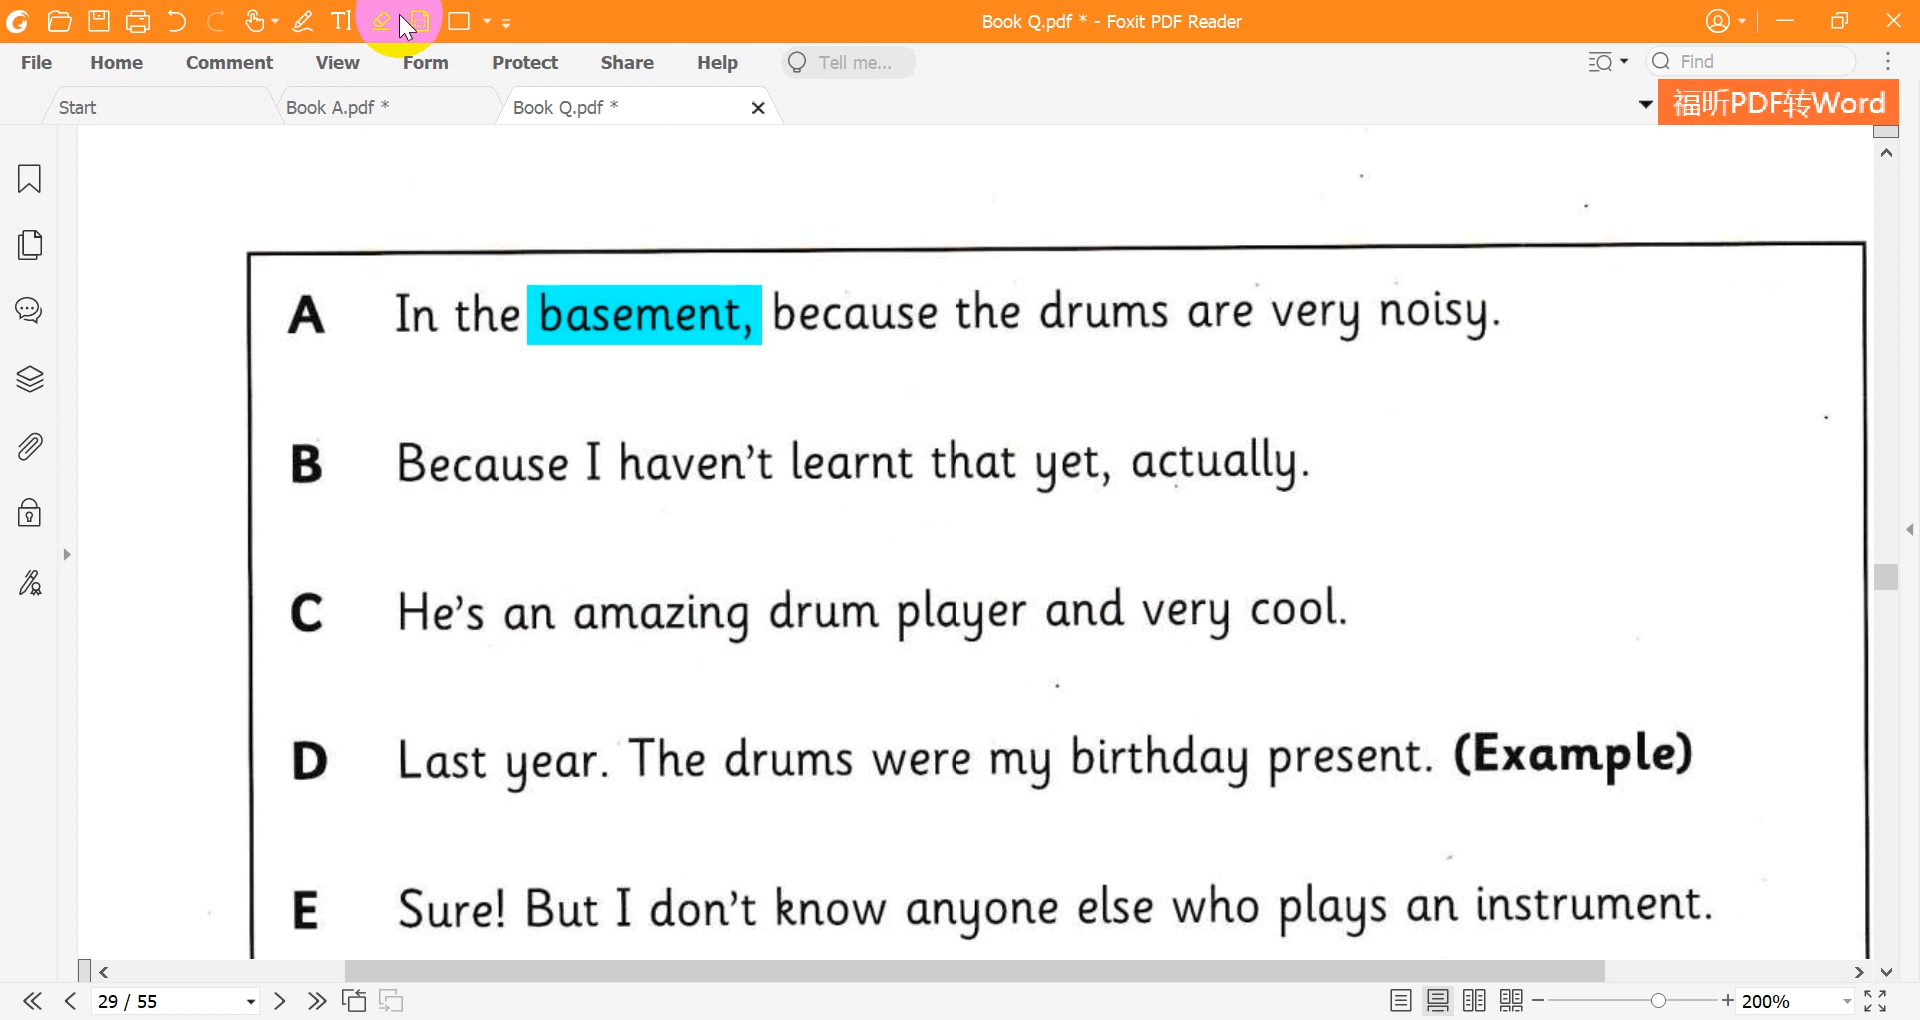 Book Q.pdf * - Foxit PDF Reader
File Home Comment View Form Protect Share Help Tell me... Find
Start Book A.pdf * Book Q.pdf * 福昕PDF转Word
A In the basement, because the drums are very noisy.
B Because I haven't learnt that yet, actually.
C He's an amazing drum player and very cool.
D Last year. The drums were my birthday present. (Example)
E Sure! But I don't know anyone else who plays an instrument.
29 / 55 200%